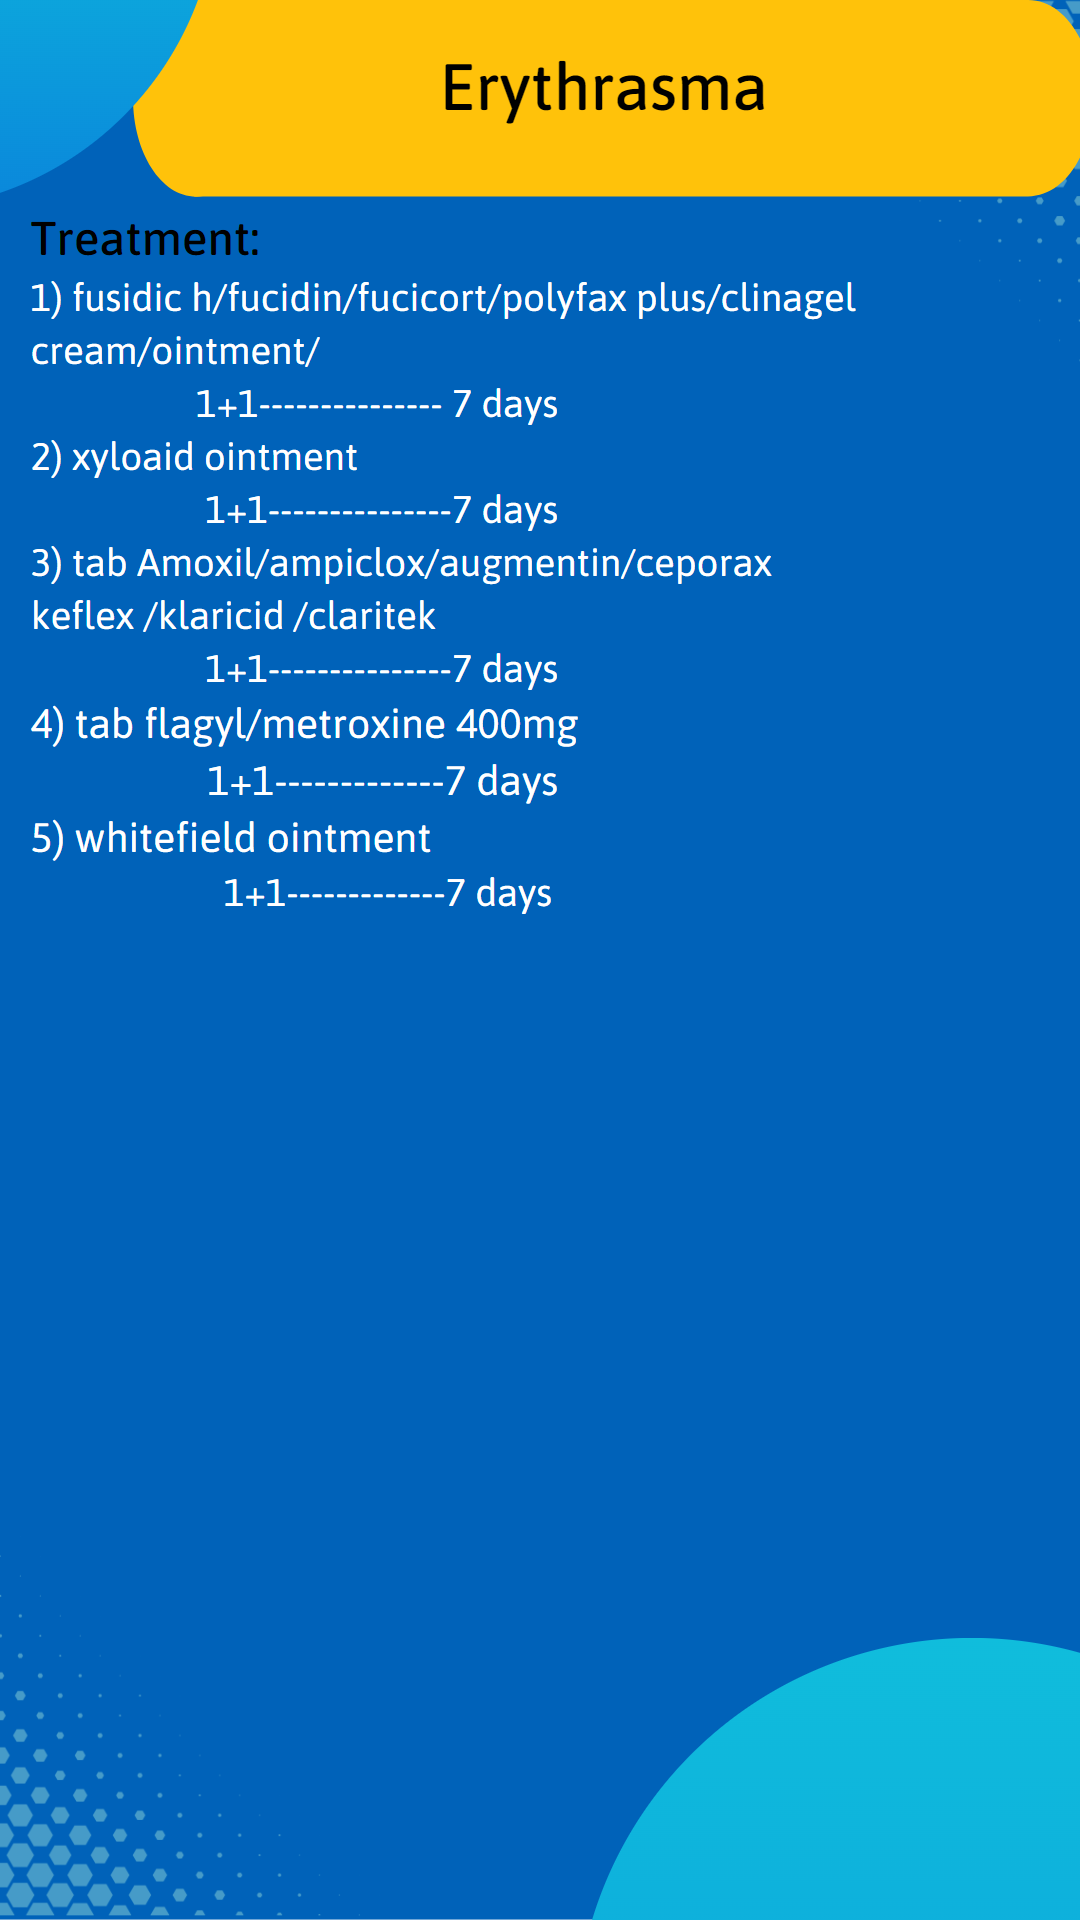 Erythrasma
Treatment:
1) fusidic h/fucidin/fucicort/polyfax plus/clinagel
cream/ointment/
1+1--------------- 7 days
2) xyloaid ointment
1+1---------------7 days
3) tab Amoxil/ampiclox/augmentin/ceporax
keflex /klaricid /claritek
1+1---------------7 days
4) tab flagyl/metroxine 400mg
1+1-------------7 days
5) whitefield ointment
1+1-------------7 days